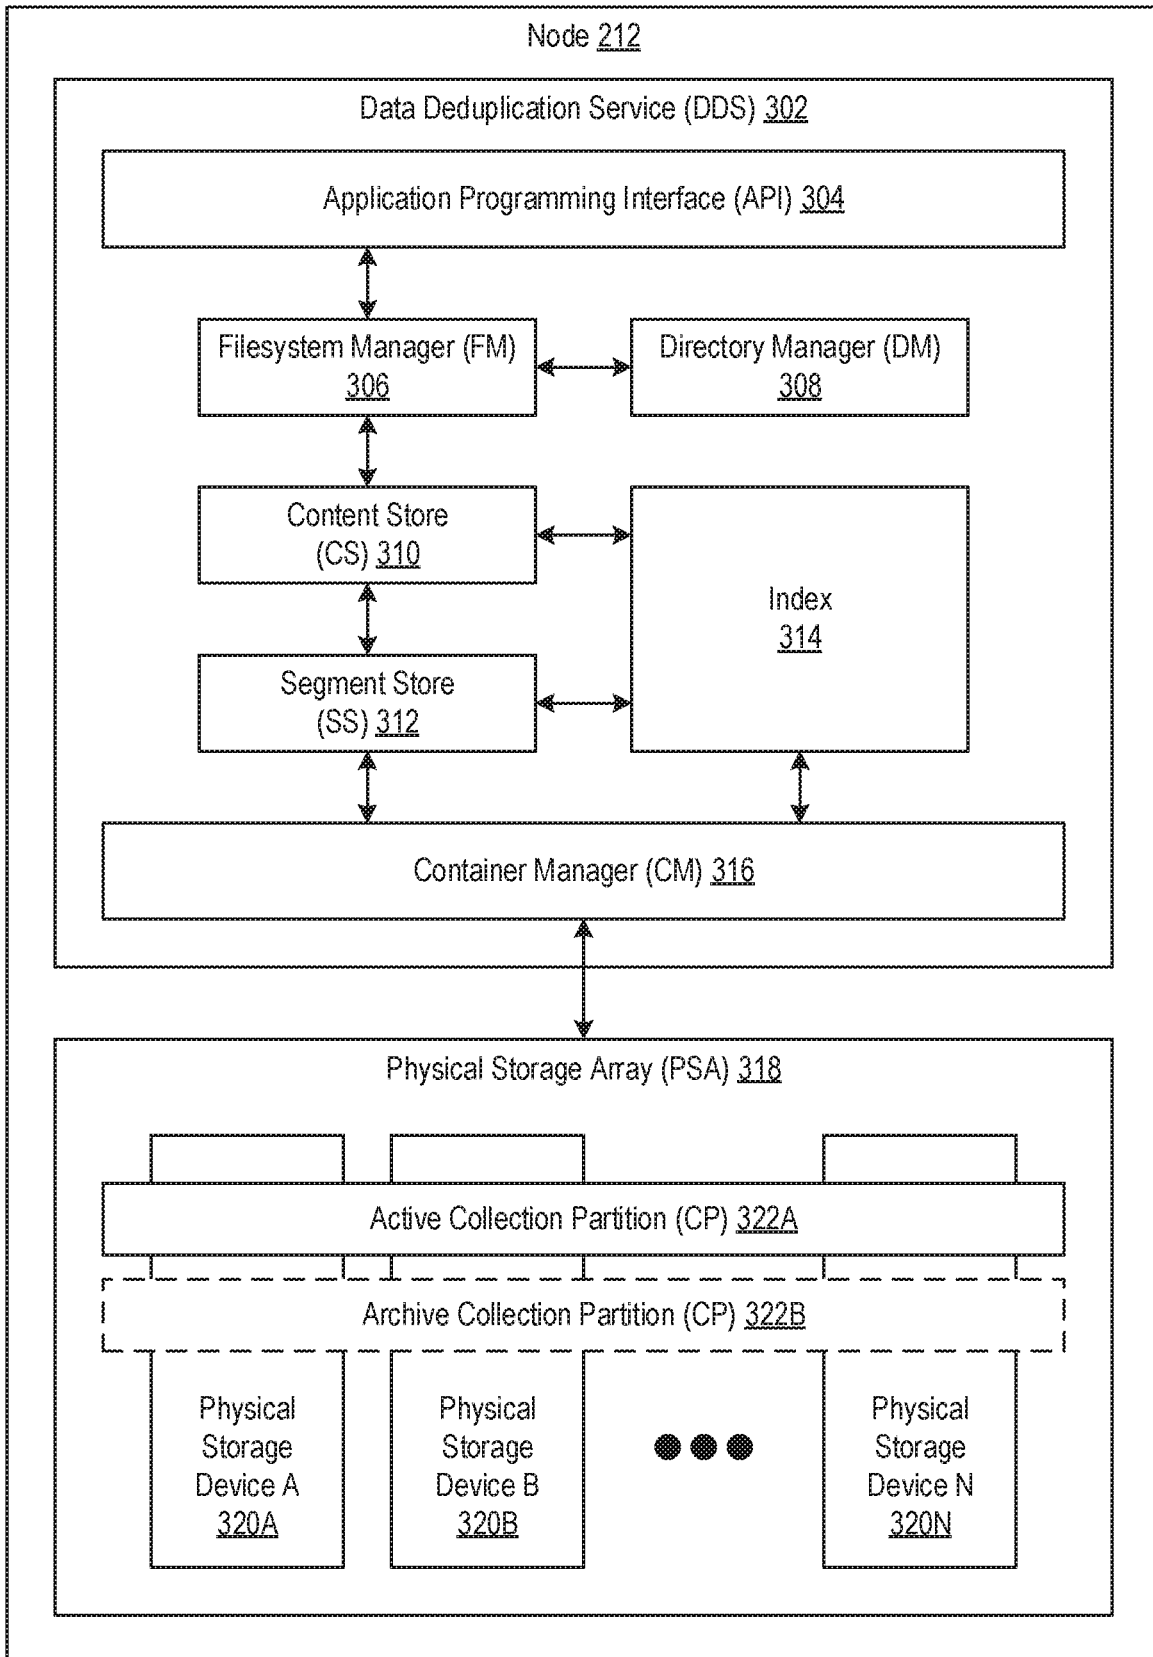 Node 212
Data Deduplication Service (DDS) 302
Application Programming Interface (API) 304
Filesystem Manager (FM)
306
Directory Manager (DM)
308
Content Store
(CS) 310
Index
314
Segment Store
(SS) 312
Container Manager (CM) 316
Physical Storage Array (PSA) 318
Active Collection Partition (CP) 322A
Archive Collection Partition (CP) 322B
Physical
Storage
Device A
320A
Physical
Storage
Device B
320B
Physical
Storage
Device N
320N